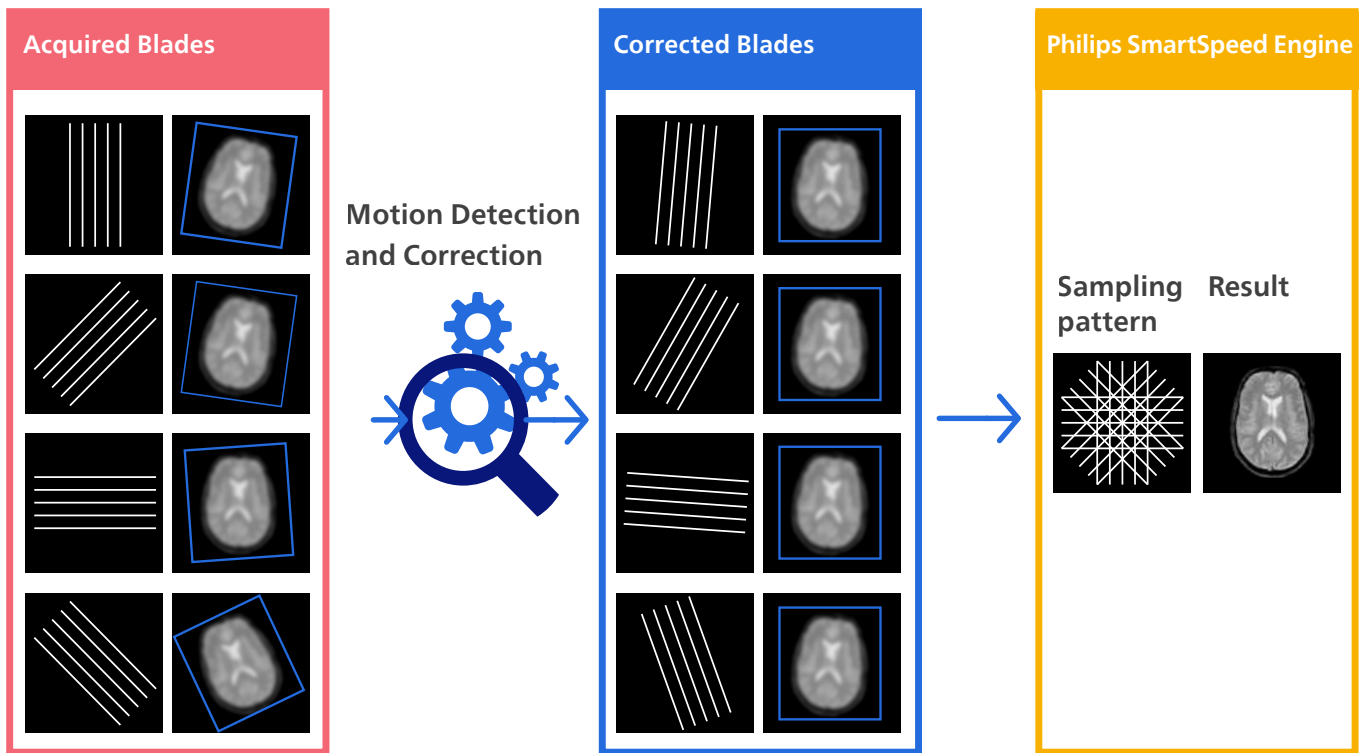 Acquired Blades
Corrected Blades
Philips SmartSpeed Engine
Motion Detection
and Correction
Sampling
pattern
Result